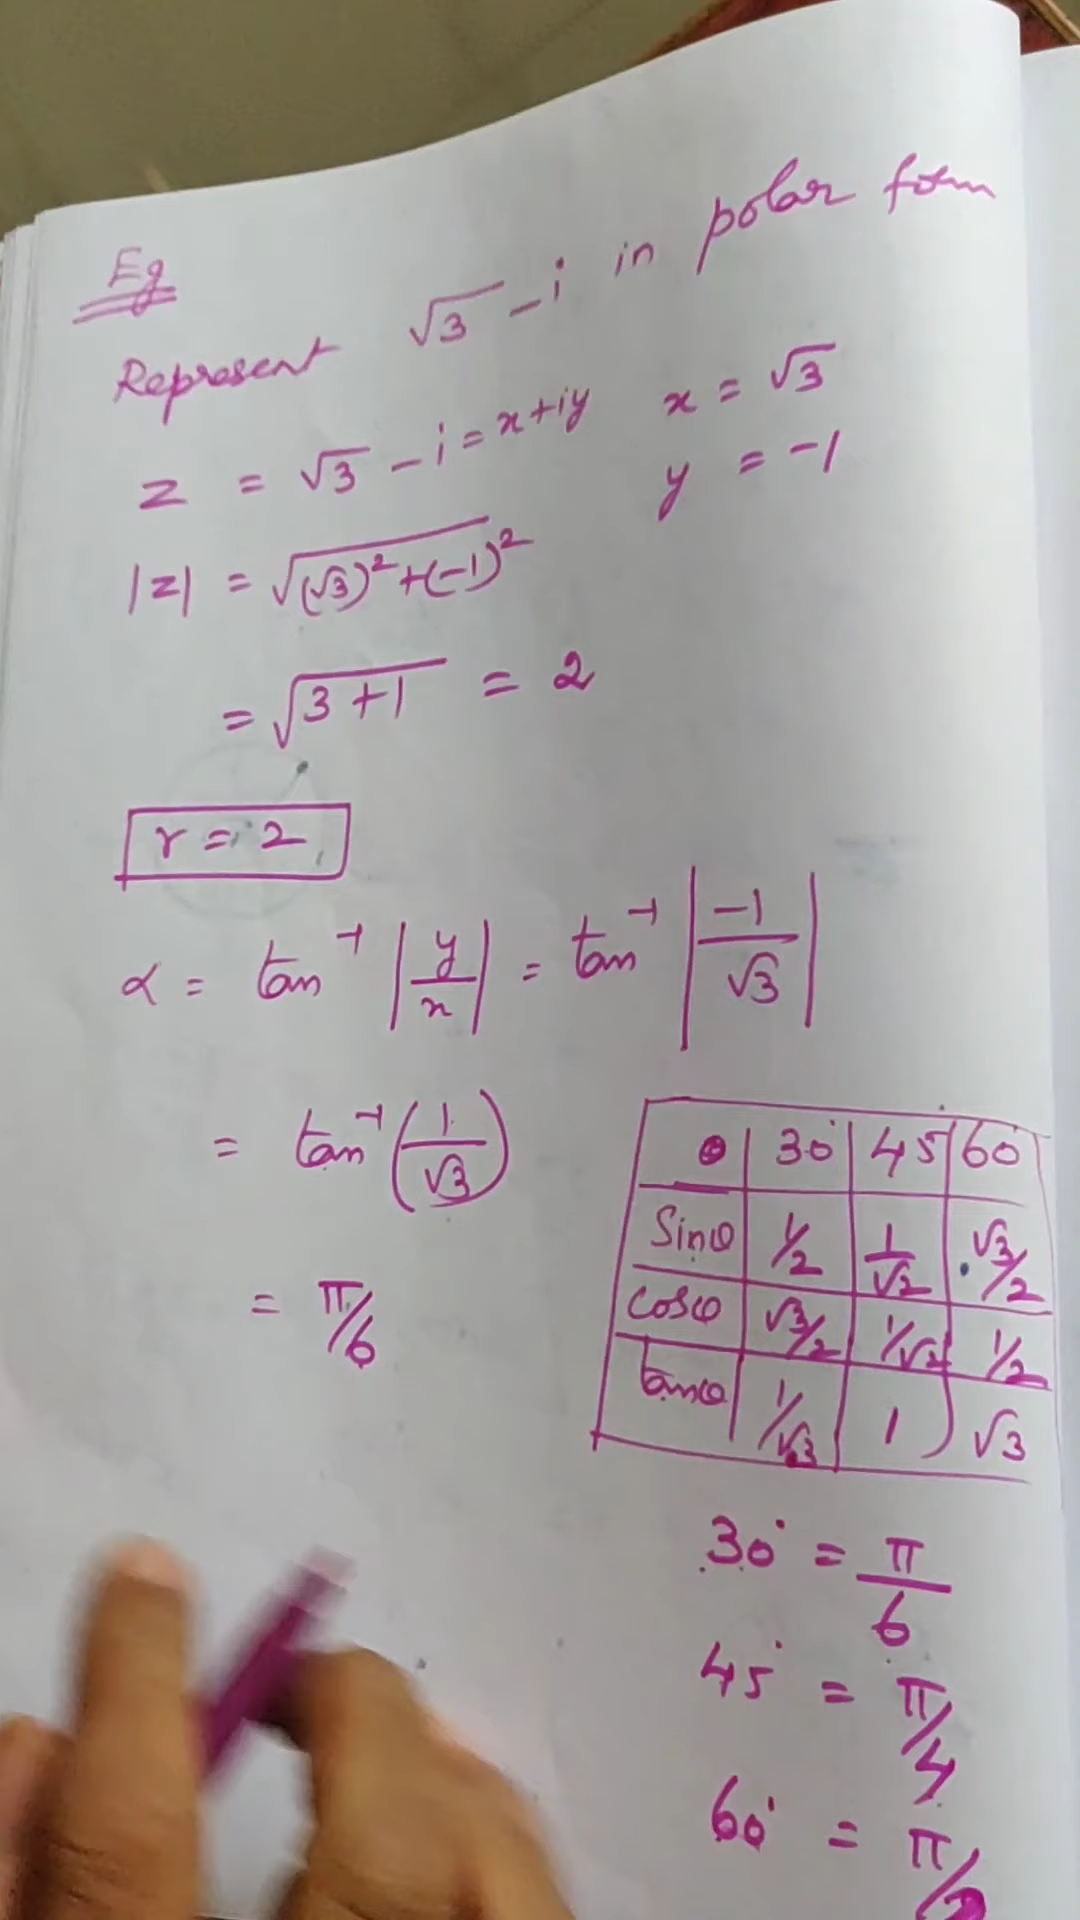 Eg
Represent √3 - i in polar form
z = √3 - i = x+iy x = √3
y = -1
|z| = √(√3)²+(-1)²
= √3+1 = 2
r = 2
α = tan⁻¹ |y/x| = tan⁻¹ |-1/√3|
= tan⁻¹ (1/√3)
= π/6
θ 30° 45° 60°
Sinθ 1/2 1/√2 √3/2
cosθ √3/2 1/√2 1/2
tanθ 1/√3 1 √3
30° = π/6
45° = π/4
60° = π/